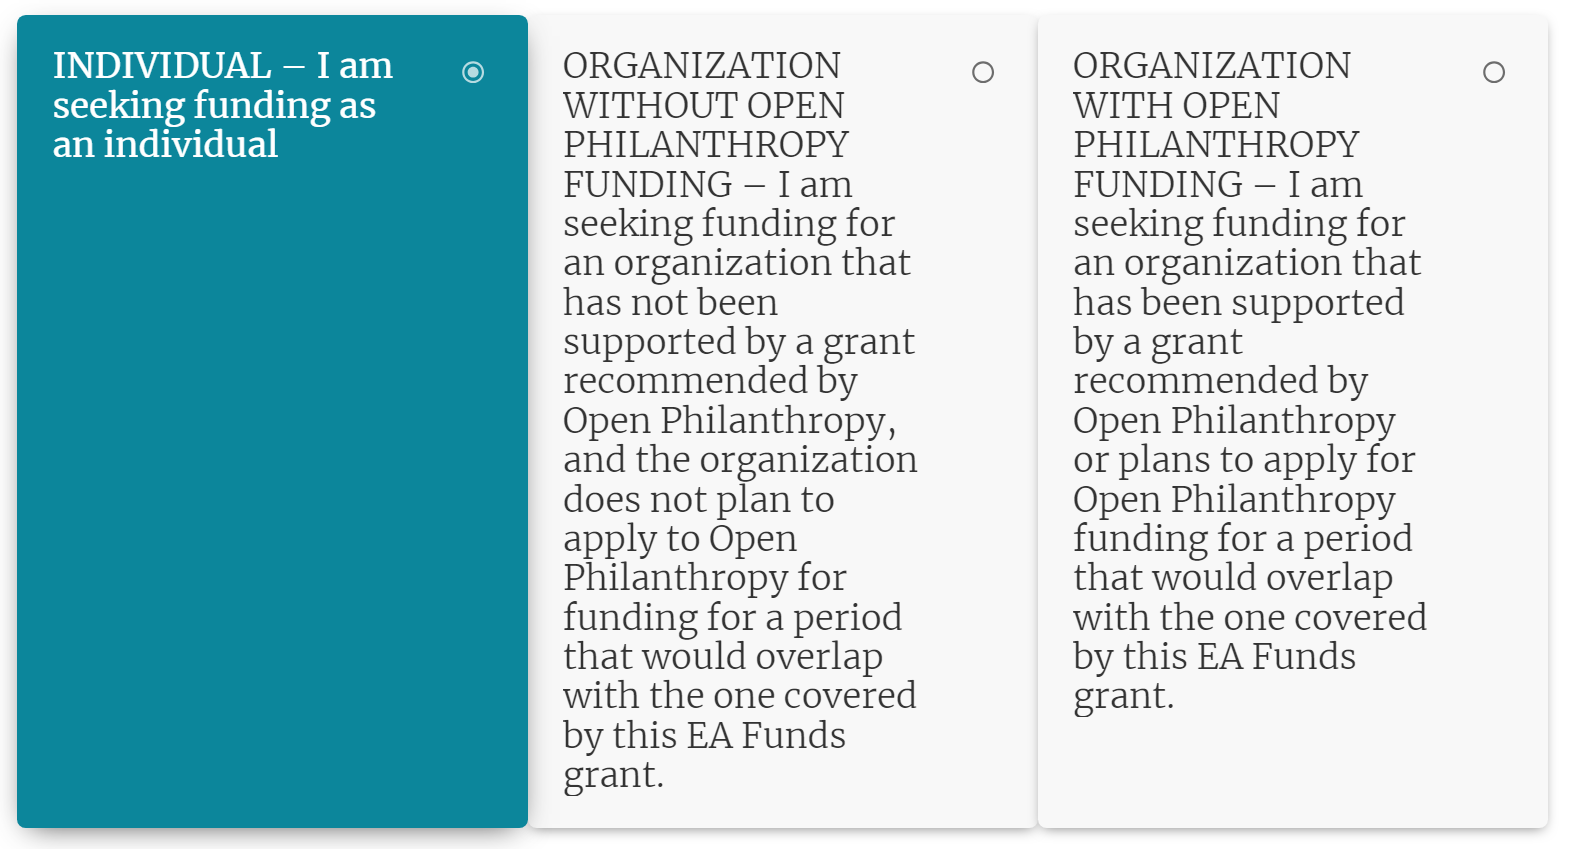 INDIVIDUAL – I am
seeking funding as
an individual
ORGANIZATION
WITHOUT OPEN
PHILANTHROPY
FUNDING – I am
seeking funding for
an organization that
has not been
supported by a grant
recommended by
Open Philanthropy,
and the organization
does not plan to
apply to Open
Philanthropy for
funding for a period
that would overlap
with the one covered
by this EA Funds
grant.
ORGANIZATION
WITH OPEN
PHILANTHROPY
FUNDING – I am
seeking funding for
an organization that
has been supported
by a grant
recommended by
Open Philanthropy
or plans to apply for
Open Philanthropy
funding for a period
that would overlap
with the one covered
by this EA Funds
grant.